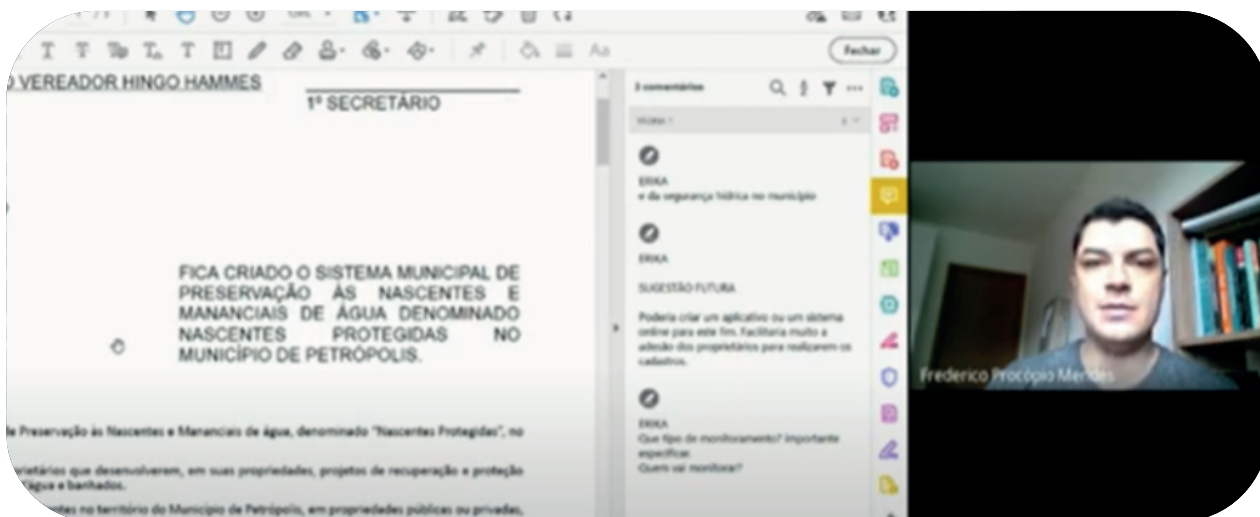 Fechar
O VEREADOR HINGO HAMMES
1º SECRETÁRIO
FICA CRIADO O SISTEMA MUNICIPAL DE
PRESERVAÇÃO ÀS NASCENTES E
MANANCIAIS DE ÁGUA DENOMINADO
NASCENTES PROTEGIDAS NO
MUNICÍPIO DE PETRÓPOLIS.
e Preservação às Nascentes e Mananciais de água, denominado "Nascentes Protegidas", no
rietários que desenvolverem, em suas propriedades, projetos de recuperação e proteção
'água e banhados.
entes no território do Município de Petrópolis, em propriedades públicas ou privadas,
3 comentários
ERIKA
e da segurança hídrica no município
ERIKA
SUGESTÃO FUTURA
Poderia criar um aplicativo ou um sistema
online para este fim. Facilitaria muito a
adesão dos proprietários para realizarem os
cadastros.
ERIKA
Que tipo de monitoramento? importante
especificar.
Quem vai monitorar?
Frederico Procópio Mendes